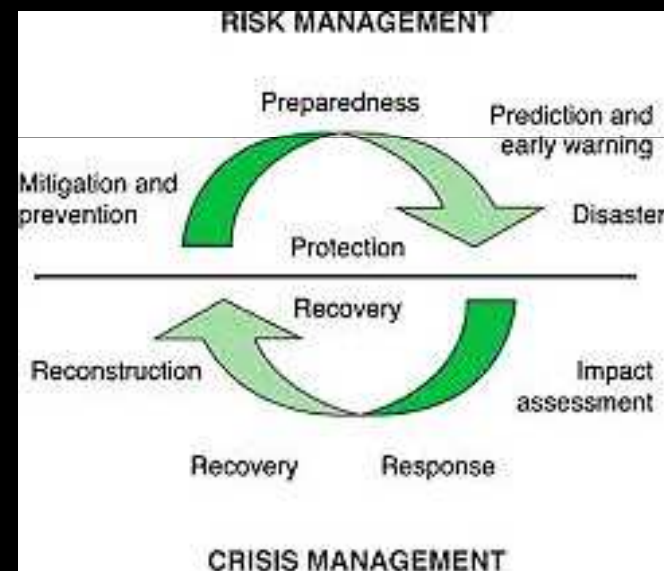 RISK MANAGEMENT
Preparedness
Prediction and
early warning
Mitigation and
prevention
Disaster
Protection
Recovery
Reconstruction
Impact
assessment
Recovery
Response
CRISIS MANAGEMENT